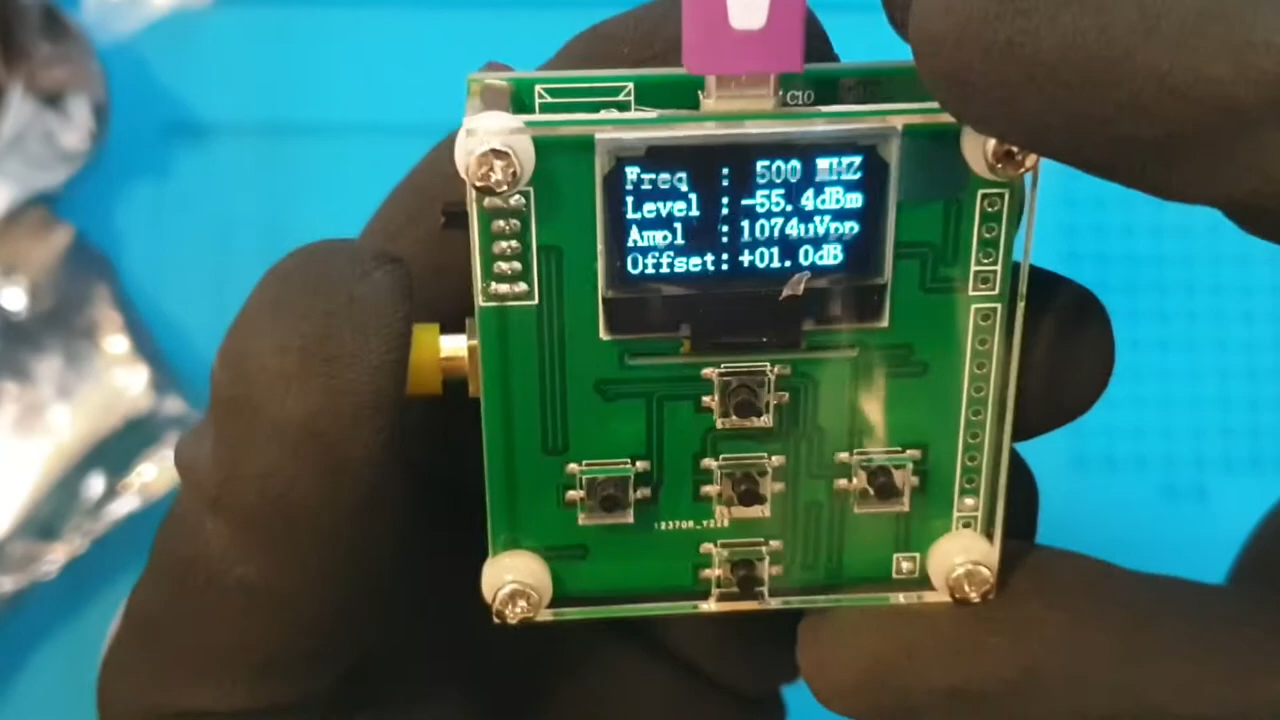 C10
Freq : 500 MHZ
Level : -55.4dBm
Ampl : 1074uVpp
Offset: +01.0dB